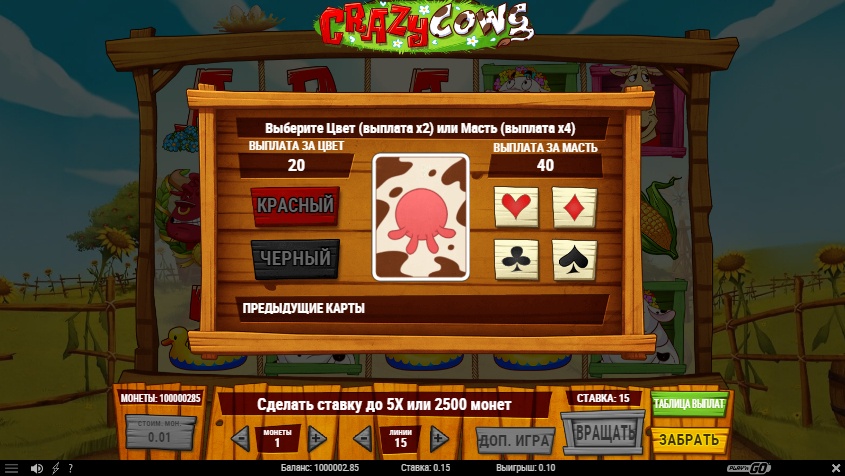 CRAZY COWS
Выберите Цвет (выплата x2) или Масть (выплата x4)
ВЫПЛАТА ЗА ЦВЕТ
20
ВЫПЛАТА ЗА МАСТЬ
40
КРАСНЫЙ
ЧЕРНЫЙ
ПРЕДЫДУЩИЕ КАРТЫ
МОНЕТЫ: 100000285
Сделать ставку до 5X или 2500 монет
СТАВКА: 15
ТАБЛИЦА ВЫПЛАТ
СТОИМ. МОН.
0.01
МОНЕТЫ
1
ЛИНИИ
15
ДОП. ИГРА
ВРАЩАТЬ
ЗАБРАТЬ
?
Баланс: 1000002.85
Ставка: 0.15
Выигрыш: 0.10
PLAY'N GO